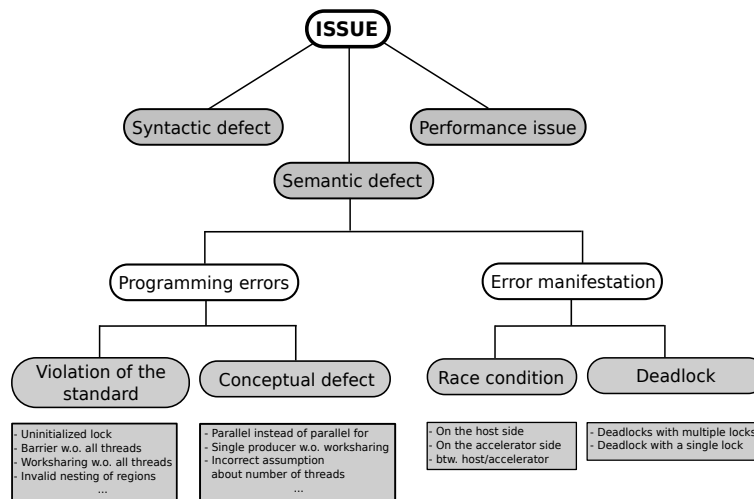 ISSUE
Syntactic defect
Performance issue
Semantic defect
Programming errors
Error manifestation
Violation of the
standard
Conceptual defect
Race condition
Deadlock
- Uninitialized lock
- Barrier w.o. all threads
- Worksharing w.o. all threads
- Invalid nesting of regions
...
- Parallel instead of parallel for
- Single producer w.o. worksharing
- Incorrect assumption
about number of threads
...
- On the host side
- On the accelerator side
- btw. host/accelerator
- Deadlocks with multiple locks
- Deadlock with a single lock